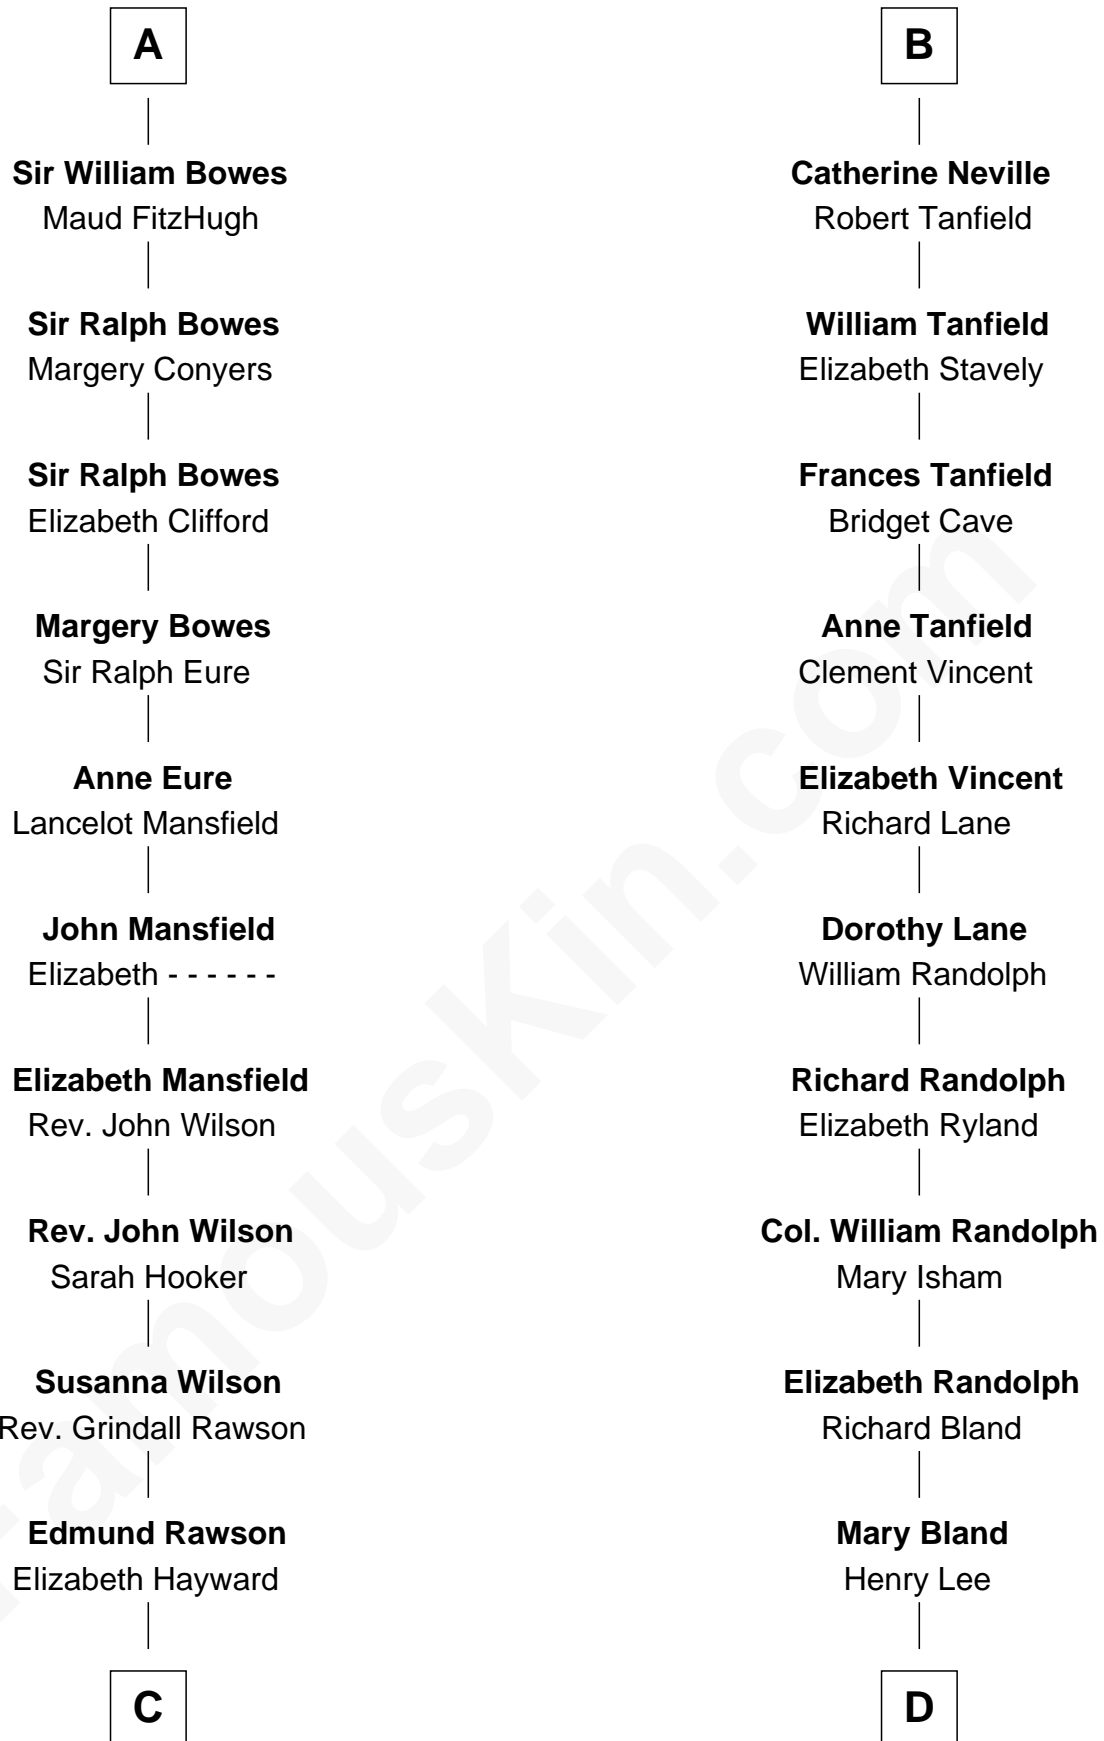 A
Sir William Bowes
Maud FitzHugh
Sir Ralph Bowes
Margery Conyers
Sir Ralph Bowes
Elizabeth Clifford
Margery Bowes
Sir Ralph Eure
Anne Eure
Lancelot Mansfield
John Mansfield
Elizabeth - - - - - -
Elizabeth Mansfield
Rev. John Wilson
Rev. John Wilson
Sarah Hooker
Susanna Wilson
Rev. Grindall Rawson
Edmund Rawson
Elizabeth Hayward
C
B
Catherine Neville
Robert Tanfield
William Tanfield
Elizabeth Stavely
Frances Tanfield
Bridget Cave
Anne Tanfield
Clement Vincent
Elizabeth Vincent
Richard Lane
Dorothy Lane
William Randolph
Richard Randolph
Elizabeth Ryland
Col. William Randolph
Mary Isham
Elizabeth Randolph
Richard Bland
Mary Bland
Henry Lee
D
FamousKin.com